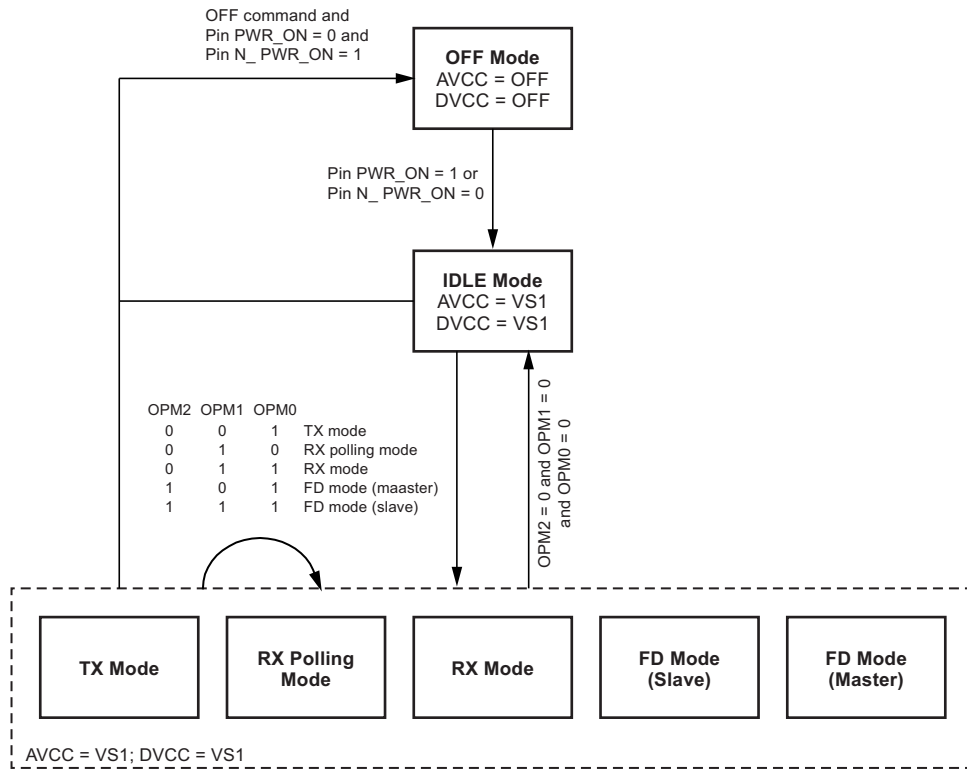 OFF command and
Pin PWR_ON = 0 and
Pin N_ PWR_ON = 1
OFF Mode
AVCC = OFF
DVCC = OFF
Pin PWR_ON = 1 or
Pin N_ PWR_ON = 0
IDLE Mode
AVCC = VS1
DVCC = VS1
OPM2 OPM1 OPM0
0 0 1 TX mode
0 1 0 RX polling mode
0 1 1 RX mode
1 0 1 FD mode (maaster)
1 1 1 FD mode (slave)
OPM2 = 0 and OPM1 = 0
and OPM0 = 0
TX Mode
RX Polling
Mode
RX Mode
FD Mode
(Slave)
FD Mode
(Master)
AVCC = VS1; DVCC = VS1